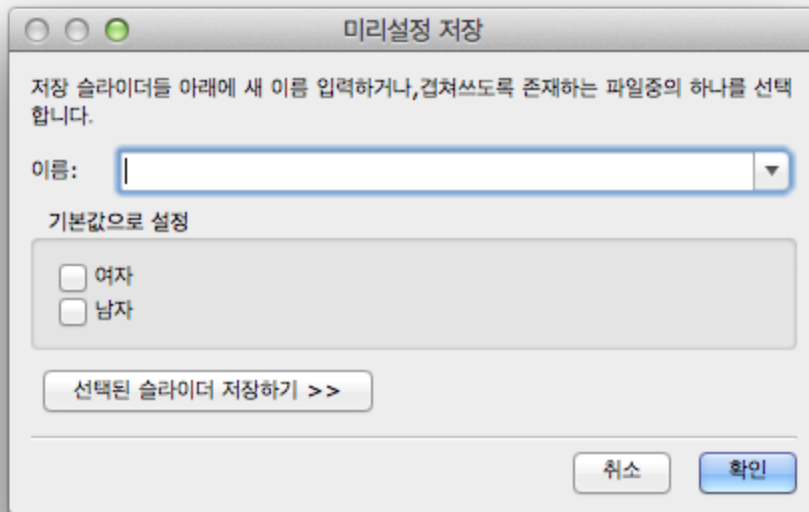 미리설정 저장
저장 슬라이더들 아래에 새 이름 입력하거나,겹쳐쓰도록 존재하는 파일중의 하나를 선택
합니다.
이름:
기본값으로 설정
여자
남자
선택된 슬라이더 저장하기 >>
취소 확인